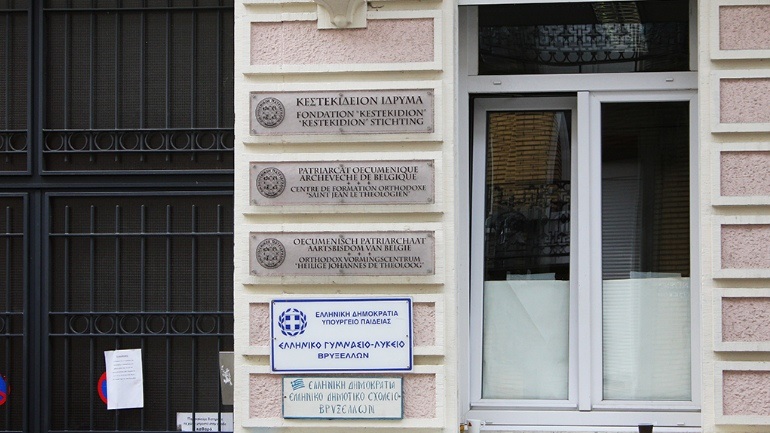 ΚΕΣΤΕΚΙΔΕΙΟΝ ΙΔΡΥΜΑ
FONDATION "KESTEKIDION"
"KESTEKIDION" STICHTING
PATRIARCAT OECUMENIQUE
ARCHEVECHE DE BELGIQUE
CENTRE DE FORMATION ORTHODOXE
"SAINT JEAN LE THEOLOGIEN"
OECUMENISCH PATRIARCHAAT
AARTSBISDOM VAN BELGIE
ORTHODOX VORMINGSCENTRUM
"HEILIGE JOHANNES DE THEOLOOG"
ΕΛΛΗΝΙΚΗ ΔΗΜΟΚΡΑΤΙΑ
ΥΠΟΥΡΓΕΙΟ ΠΑΙΔΕΙΑΣ
ΕΛΛΗΝΙΚΟ ΓΥΜΝΑΣΙΟ-ΛΥΚΕΙΟ
ΒΡΥΞΕΛΛΩΝ
ΕΛΛΗΝΙΚΗ ΔΗΜΟΚΡΑΤΙΑ
ΕΛΛΗΝΙΚΟ ΔΗΜΟΤΙΚΟ ΣΧΟΛΕΙΟ
ΒΡΥΞΕΛΛΩΝ